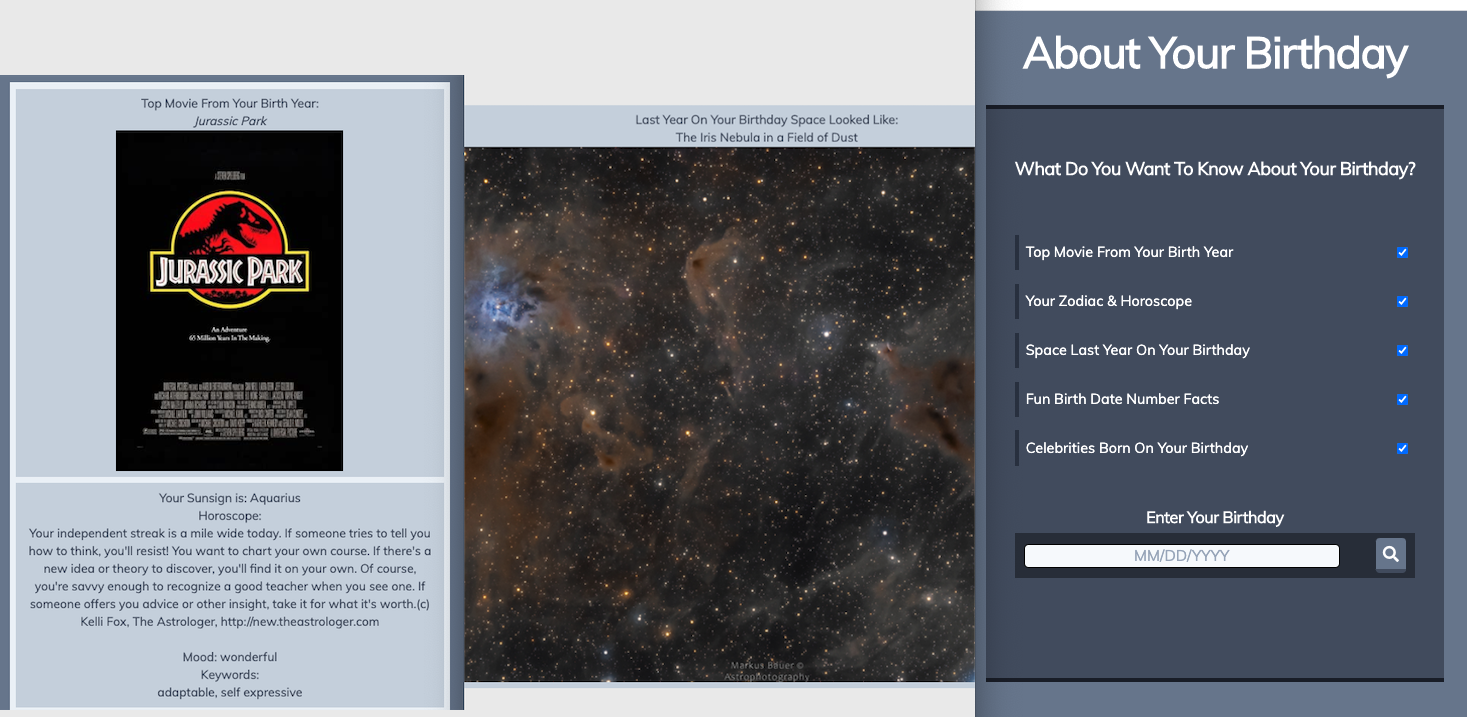 Top Movie From Your Birth Year:
Jurassic Park
JURASSIC PARK
An Adventure
65 Million Years In The Making.
Your Sunsign is: Aquarius
Horoscope:
Your independent streak is a mile wide today. If someone tries to tell you
how to think, you'll resist! You want to chart your own course. If there's a
new idea or theory to discover, you'll find it on your own. Of course,
you're savvy enough to recognize a good teacher when you see one. If
someone offers you advice or other insight, take it for what it's worth.(c)
Kelli Fox, The Astrologer, http://new.theastrologer.com
Mood: wonderful
Keywords:
adaptable, self expressive
Last Year On Your Birthday Space Looked Like:
The Iris Nebula in a Field of Dust
Markus Bauer ©
Astrophotography
About Your Birthday
What Do You Want To Know About Your Birthday?
Top Movie From Your Birth Year
Your Zodiac & Horoscope
Space Last Year On Your Birthday
Fun Birth Date Number Facts
Celebrities Born On Your Birthday
Enter Your Birthday
MM/DD/YYYY